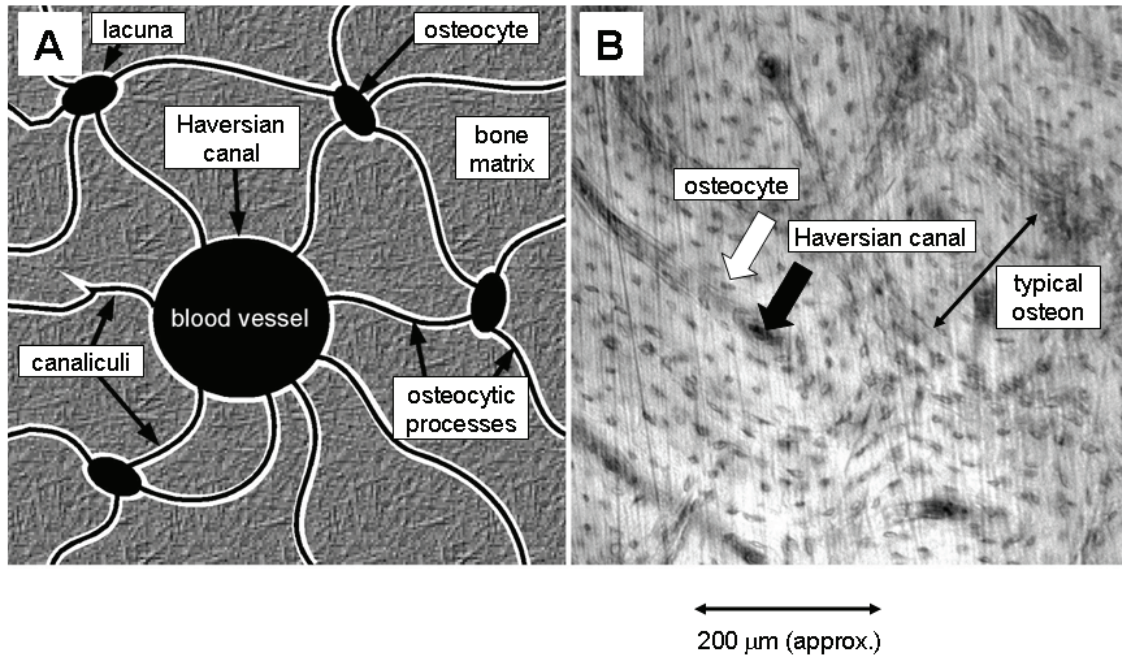 A
lacuna
osteocyte
Haversian
canal
bone
matrix
blood vessel
canaliculi
osteocytic
processes
B
osteocyte
Haversian canal
typical
osteon
200 μm (approx.)